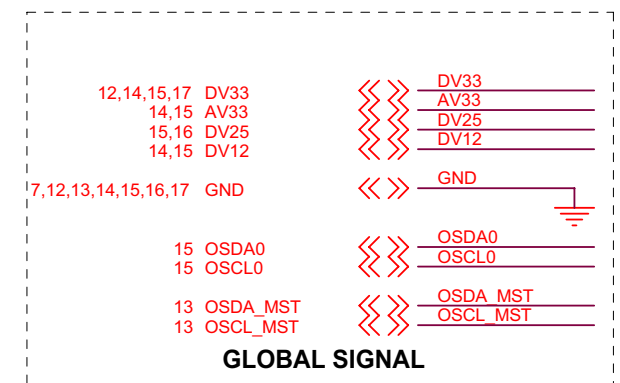 12,14,15,17 DV33 DV33
14,15 AV33 AV33
15,16 DV25 DV25
14,15 DV12 DV12
7,12,13,14,15,16,17 GND GND
15 OSDA0 OSDA0
15 OSCL0 OSCL0
13 OSDA_MST OSDA_MST
13 OSCL_MST OSCL_MST
GLOBAL SIGNAL